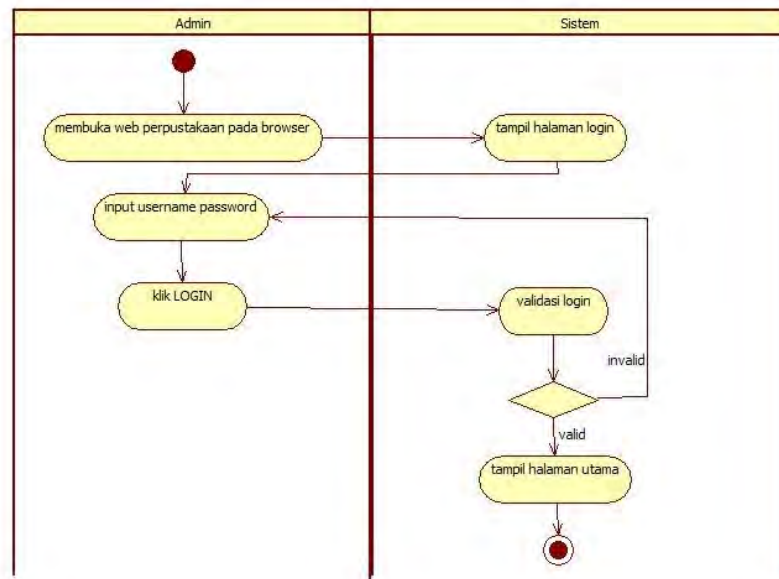 Admin
Sistem
membuka web perpustakaan pada browser
tampil halaman login
input username password
klik LOGIN
validasi login
invalid
valid
tampil halaman utama